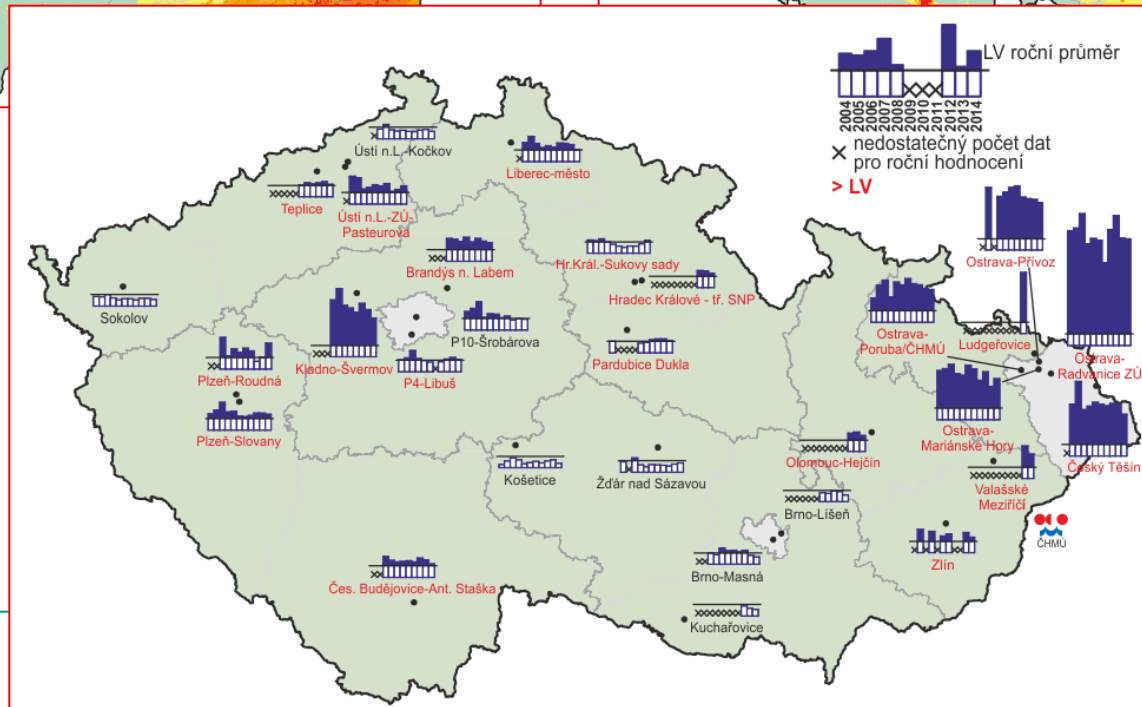 LV roční průměr
2004
2005
2006
2007
2008
2009
2010
2011
2012
2013
2014
nedostatečný počet dat
pro roční hodnocení
> LV
Ústí n.L.-Kočkov
Liberec-město
Teplice
Ústí n.L.-ZÚ-
Pasteurova
Brandýs n. Labem
Hr.Král.-Sukovy sady
Hradec Králové - tř. SNP
Ostrava-Přívoz
Sokolov
P10-Šrobárova
Ostrava-
Poruba/ČHMÚ
Ludgeřovice
Ostrava-
Radvanice ZÚ
Kladno-Švermov
P4-Libuš
Pardubice Dukla
Plzeň-Roudná
Plzeň-Slovany
Ostrava-
Mariánské Hory
Český Těšín
Košetice
Žďár nad Sázavou
Olomouc-Hejčín
Valašské
Meziříčí
Brno-Líšeň
ČHMÚ
Zlín
Brno-Masná
Čes. Budějovice-Ant. Staška
Kuchařovice